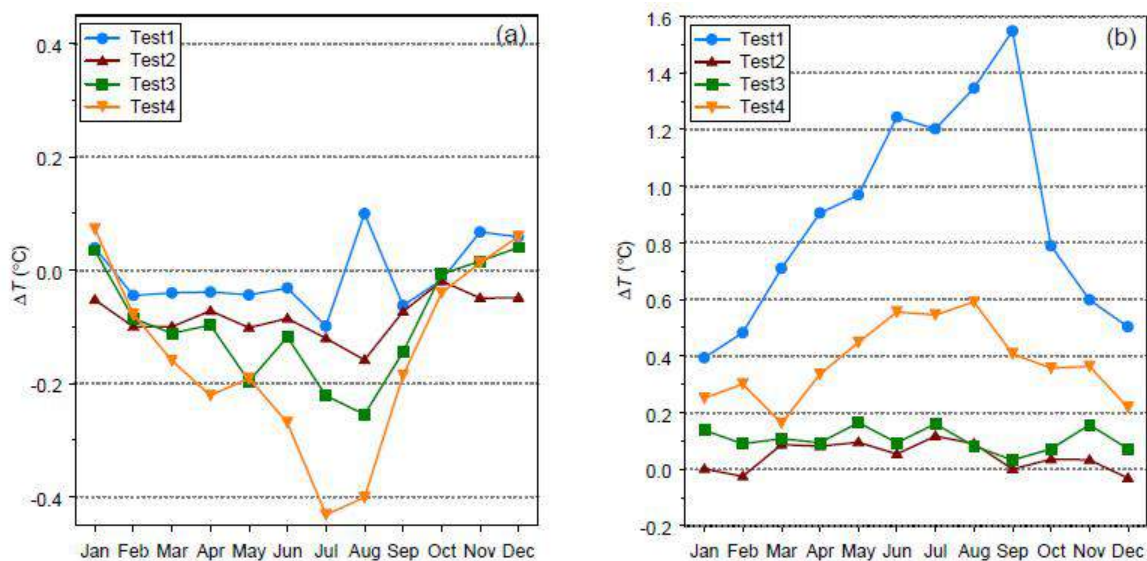 (a)
Test1
Test2
Test3
Test4
0.4
0.2
0.0
-0.2
-0.4
ΔT (°C)
Jan Feb Mar Apr May Jun Jul Aug Sep Oct Nov Dec
(b)
Test1
Test2
Test3
Test4
1.6
1.4
1.2
1.0
0.8
0.6
0.4
0.2
0.0
-0.2
ΔT (°C)
Jan Feb Mar Apr May Jun Jul Aug Sep Oct Nov Dec